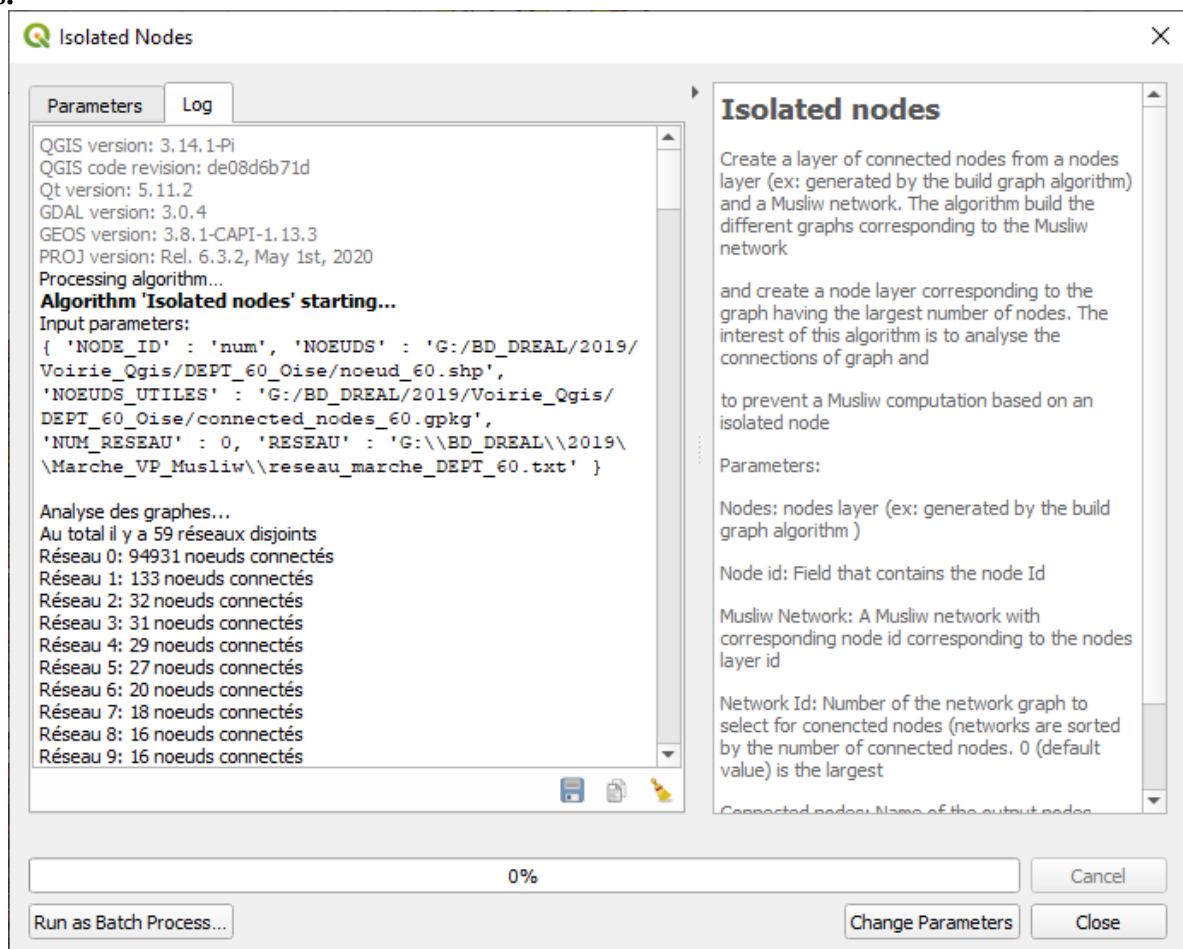 Isolated Nodes
Parameters
Log
QGIS version: 3.14.1-Pi
QGIS code revision: de08d6b71d
Qt version: 5.11.2
GDAL version: 3.0.4
GEOS version: 3.8.1-CAPI-1.13.3
PROJ version: Rel. 6.3.2, May 1st, 2020
Processing algorithm…
Algorithm 'Isolated nodes' starting…
Input parameters:
{ 'NODE_ID' : 'num', 'NOEUDS' : 'G:/BD_DREAL/2019/
Voirie_Qgis/DEPT_60_Oise/noeud_60.shp',
'NOEUDS_UTILES' : 'G:/BD_DREAL/2019/Voirie_Qgis/
DEPT_60_Oise/connected_nodes_60.gpkg',
'NUM_RESEAU' : 0, 'RESEAU' : 'G:\\BD_DREAL\\2019\
\Marche_VP_Musliw\\reseau_marche_DEPT_60.txt' }
Analyse des graphes...
Au total il y a 59 réseaux disjoints
Réseau 0: 94931 noeuds connectés
Réseau 1: 133 noeuds connectés
Réseau 2: 32 noeuds connectés
Réseau 3: 31 noeuds connectés
Réseau 4: 29 noeuds connectés
Réseau 5: 27 noeuds connectés
Réseau 6: 20 noeuds connectés
Réseau 7: 18 noeuds connectés
Réseau 8: 16 noeuds connectés
Réseau 9: 16 noeuds connectés
Isolated nodes
Create a layer of connected nodes from a nodes
layer (ex: generated by the build graph algorithm)
and a Musliw network. The algorithm build the
different graphs corresponding to the Musliw
network
and create a node layer corresponding to the
graph having the largest number of nodes. The
interest of this algorithm is to analyse the
connections of graph and
to prevent a Musliw computation based on an
isolated node
Parameters:
Nodes: nodes layer (ex: generated by the build
graph algorithm )
Node id: Field that contains the node Id
Musliw Network: A Musliw network with
corresponding node id corresponding to the nodes
layer id
Network Id: Number of the network graph to
select for conencted nodes (networks are sorted
by the number of connected nodes. 0 (default
value) is the largest
Connected nodes: Name of the output nodes
0%
Cancel
Run as Batch Process…
Change Parameters
Close